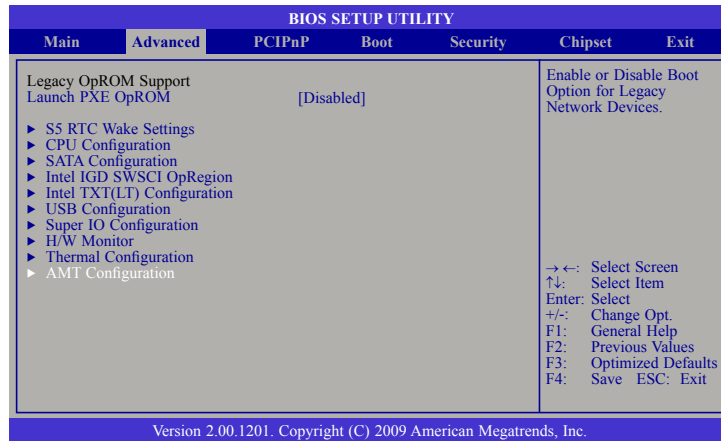 BIOS SETUP UTILITY
Main Advanced PCIPnP Boot Security Chipset Exit
Legacy OpROM Support
Launch PXE OpROM [Disabled]
► S5 RTC Wake Settings
► CPU Configuration
► SATA Configuration
► Intel IGD SWSCI OpRegion
► Intel TXT(LT) Configuration
► USB Configuration
► Super IO Configuration
► H/W Monitor
► Thermal Configuration
► AMT Configuration
Enable or Disable Boot
Option for Legacy
Network Devices.
→←: Select Screen
↑↓: Select Item
Enter: Select
+/-: Change Opt.
F1: General Help
F2: Previous Values
F3: Optimized Defaults
F4: Save ESC: Exit
Version 2.00.1201. Copyright (C) 2009 American Megatrends, Inc.